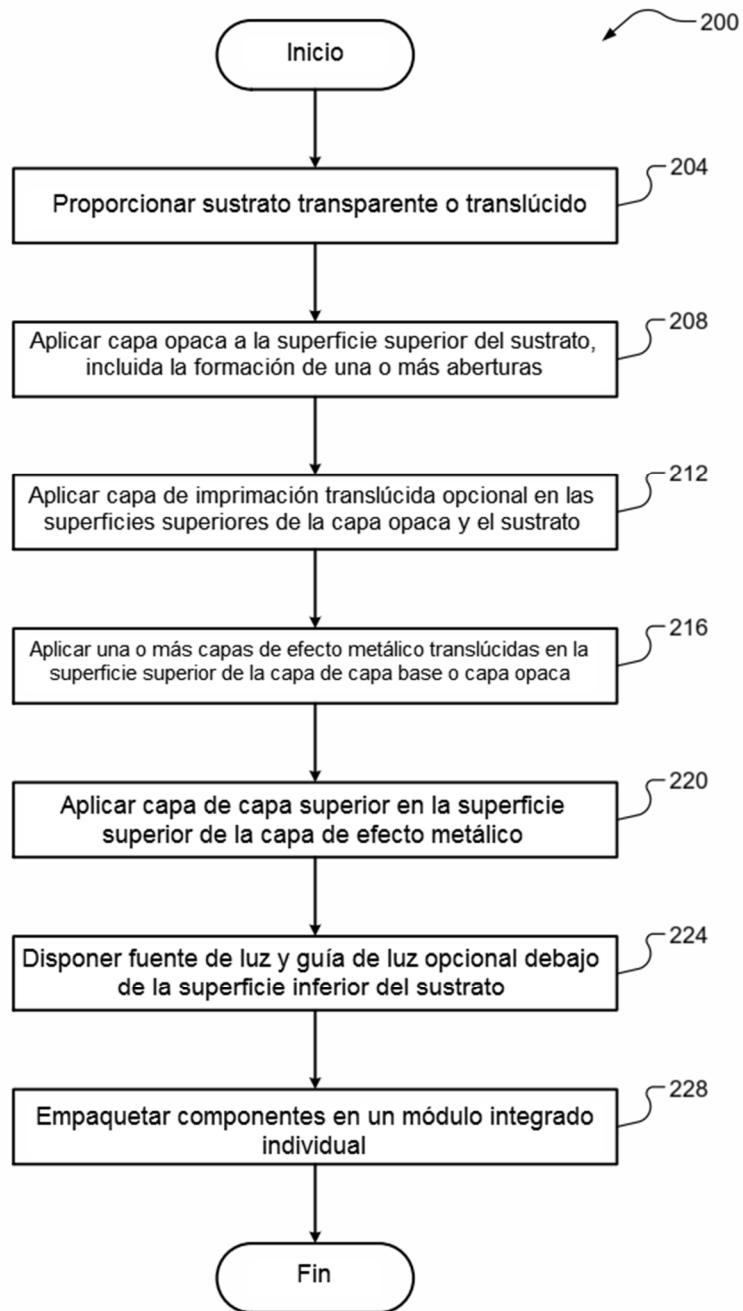 200
Inicio
204
Proporcionar sustrato transparente o translúcido
208
Aplicar capa opaca a la superficie superior del sustrato,
incluida la formación de una o más aberturas
212
Aplicar capa de imprimación translúcida opcional en las
superficies superiores de la capa opaca y el sustrato
216
Aplicar una o más capas de efecto metálico translúcidas en la
superficie superior de la capa de capa base o capa opaca
220
Aplicar capa de capa superior en la superficie
superior de la capa de efecto metálico
224
Disponer fuente de luz y guía de luz opcional debajo
de la superficie inferior del sustrato
228
Empaquetar componentes en un módulo integrado
individual
Fin